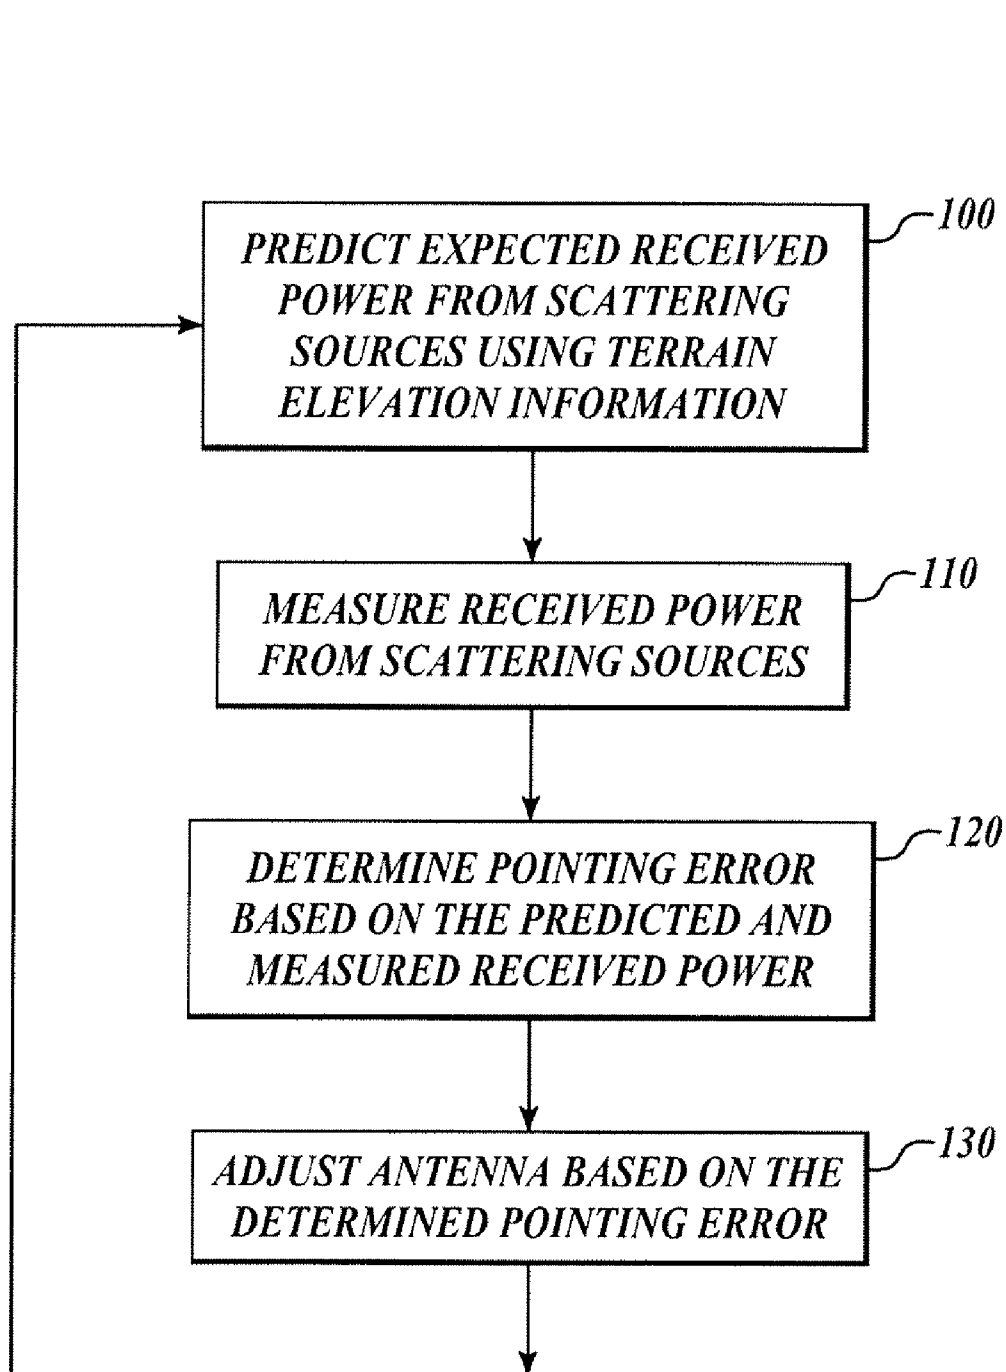 100
PREDICT EXPECTED RECEIVED
POWER FROM SCATTERING
SOURCES USING TERRAIN
ELEVATION INFORMATION
110
MEASURE RECEIVED POWER
FROM SCATTERING SOURCES
120
DETERMINE POINTING ERROR
BASED ON THE PREDICTED AND
MEASURED RECEIVED POWER
130
ADJUST ANTENNA BASED ON THE
DETERMINED POINTING ERROR